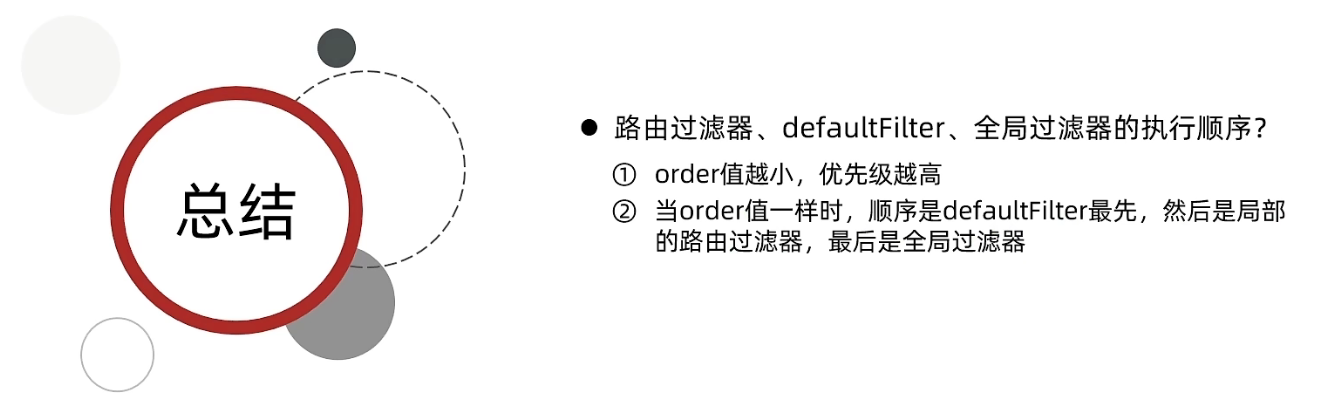 总结
● 路由过滤器、defaultFilter、全局过滤器的执行顺序？
① order值越小，优先级越高
② 当order值一样时，顺序是defaultFilter最先，然后是局部
的路由过滤器，最后是全局过滤器